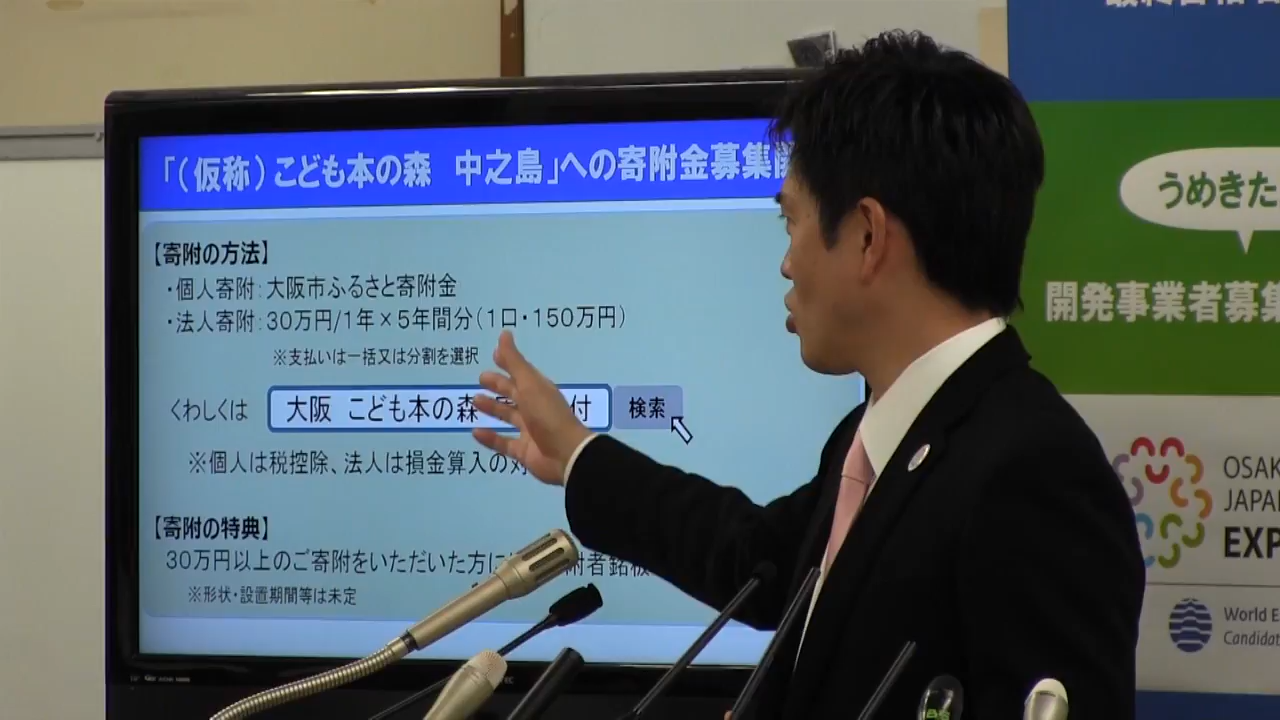 「(仮称)こども本の森 中之島」への寄附金募集
【寄附の方法】
・個人寄附：大阪市ふるさと寄附金
・法人寄附：30万円/1年×5年間分(1口・150万円)
※支払いは一括又は分割を選択
くわしくは 大阪 こども本の森 付 検索
※個人は税控除、法人は損金算入の対
【寄附の特典】
30万円以上のご寄附をいただいた方に 附者銘板
※形状・設置期間等は未定
うめきた
開発事業者募集
OSAK
JAPAN
EXP
World E
Candidat